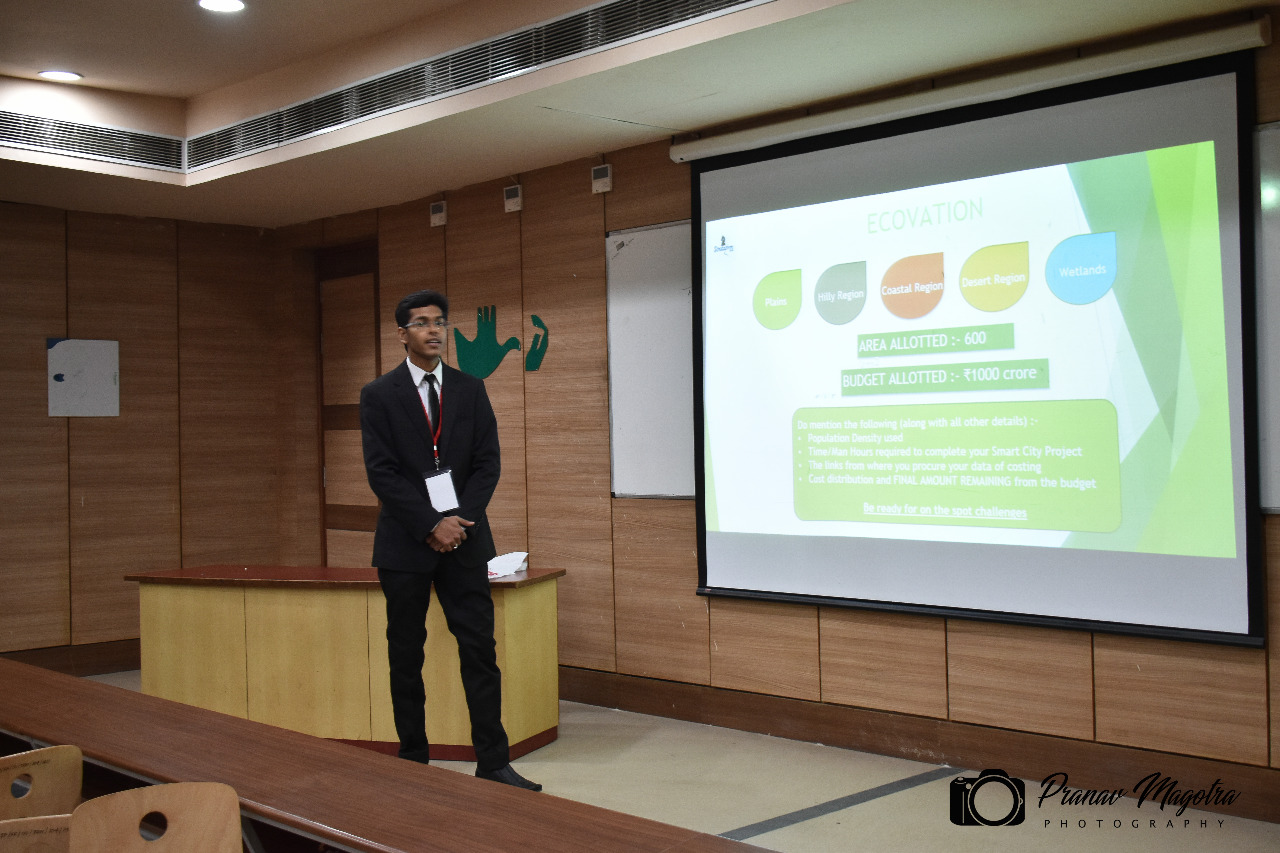 ECOVATION
Plains
Hilly Region
Coastal Region
Desert Region
Wetlands
AREA ALLOTTED :- 600
BUDGET ALLOTTED :- ₹1000 crore
Do mention the following (along with all other details) :-
• Population Density used
• Time/Man Hours required to complete your Smart City Project
• The links from where you procure your data of costing
• Cost distribution and FINAL AMOUNT REMAINING from the budget
Be ready for on the spot challenges
Pranav Magotra
PHOTOGRAPHY